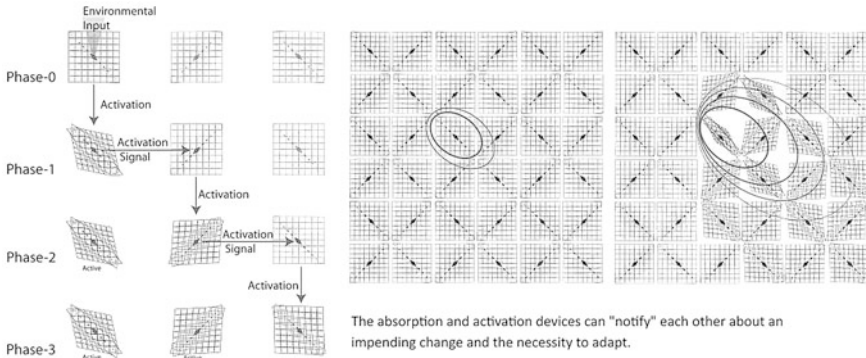 Environmental
Input
Phase-0
Activation
Activation
Signal
Phase-1
Activation
Activation
Signal
Phase-2
Active
Activation
Phase-3
Active
Active
The absorption and activation devices can "notify" each other about an
impending change and the necessity to adapt.